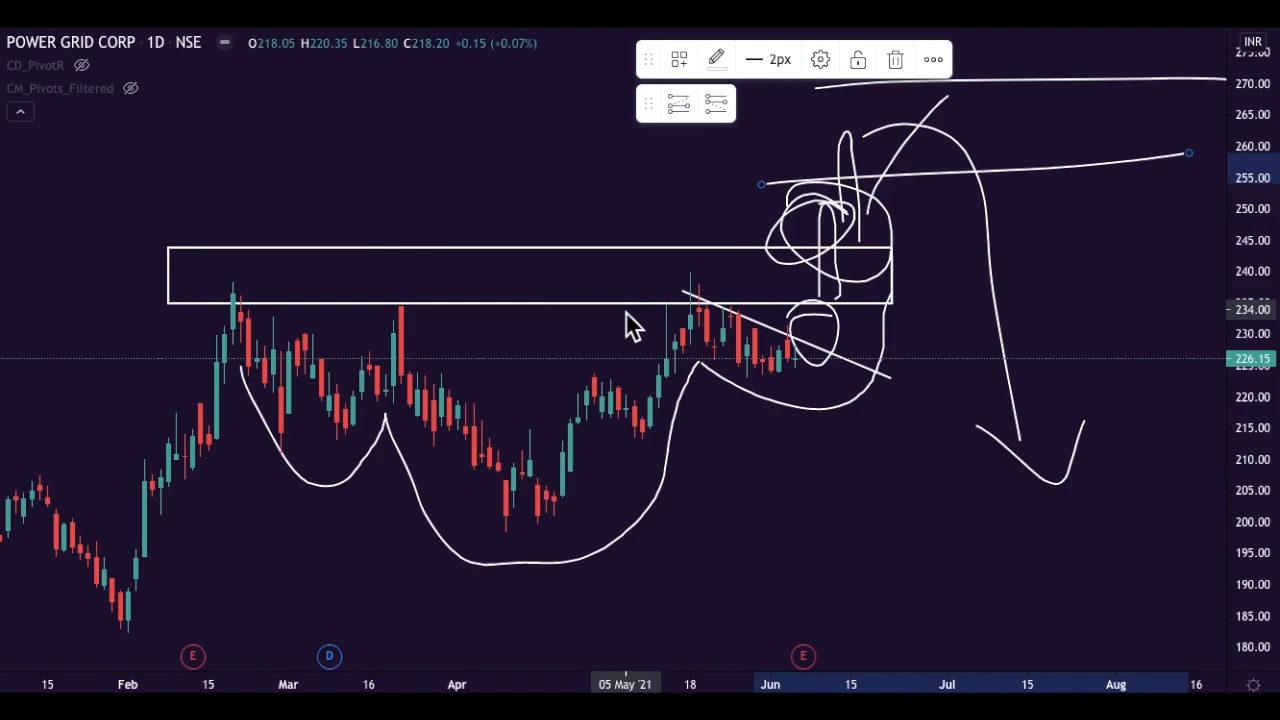 POWER GRID CORP · 1D · NSE
O218.05 H220.35 L216.80 C218.20 +0.15 (+0.07%)
CD_PivotR
CM_Pivots_Filtered
2px
INR
270.00
265.00
260.00
255.00
250.00
245.00
240.00
234.00
230.00
226.15
220.00
215.00
210.00
205.00
200.00
195.00
190.00
185.00
180.00
E
D
E
15 Feb 15 Mar 16 Apr 05 May '21 18 Jun 15 Jul 15 Aug 16